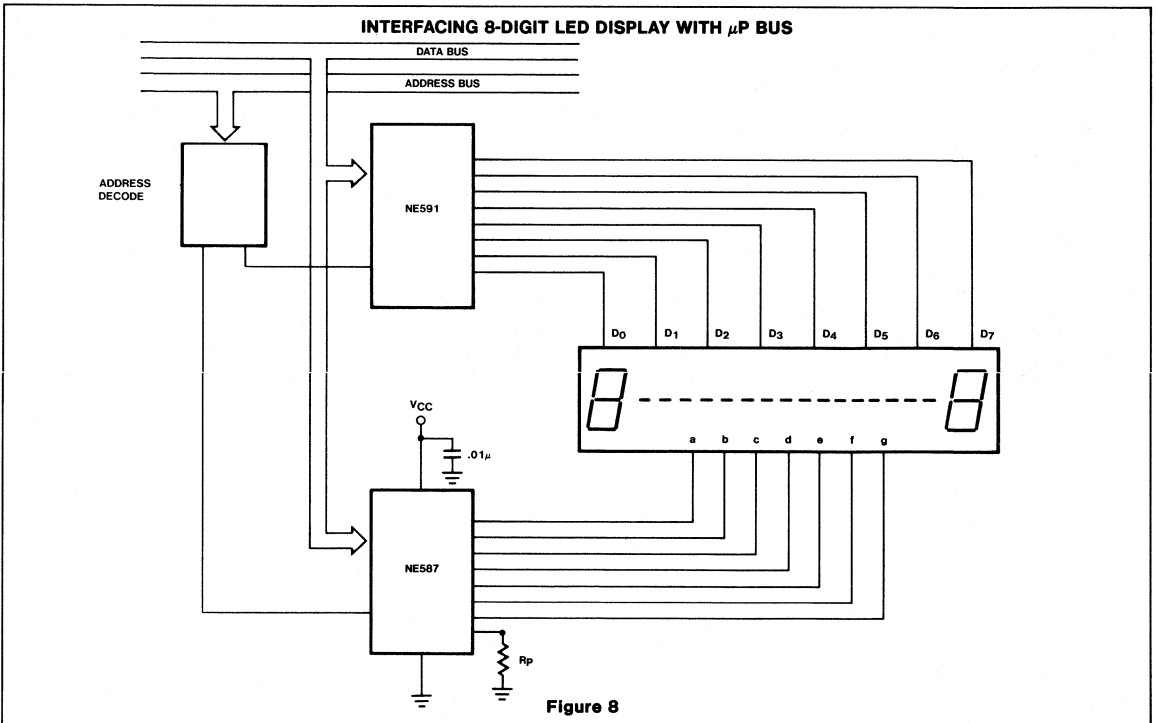 INTERFACING 8-DIGIT LED DISPLAY WITH μP BUS
DATA BUS
ADDRESS BUS
ADDRESS
DECODE
NE591
D0 D1 D2 D3 D4 D5 D6 D7
VCC
.01μ
a b c d e f g
NE587
RP
Figure 8